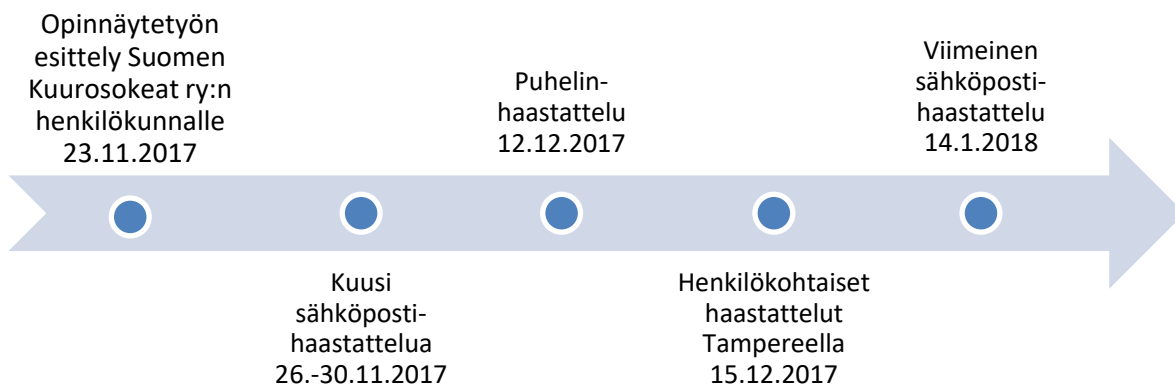 Opinnäytetyön
esittely Suomen
Kuurosokeat ry:n
henkilökunnalle
23.11.2017
Kuusi
sähköposti-
haastattelua
26.-30.11.2017
Puhelin-
haastattelu
12.12.2017
Henkilökohtaiset
haastattelut
Tampereella
15.12.2017
Viimeinen
sähköposti-
haastattelu
14.1.2018